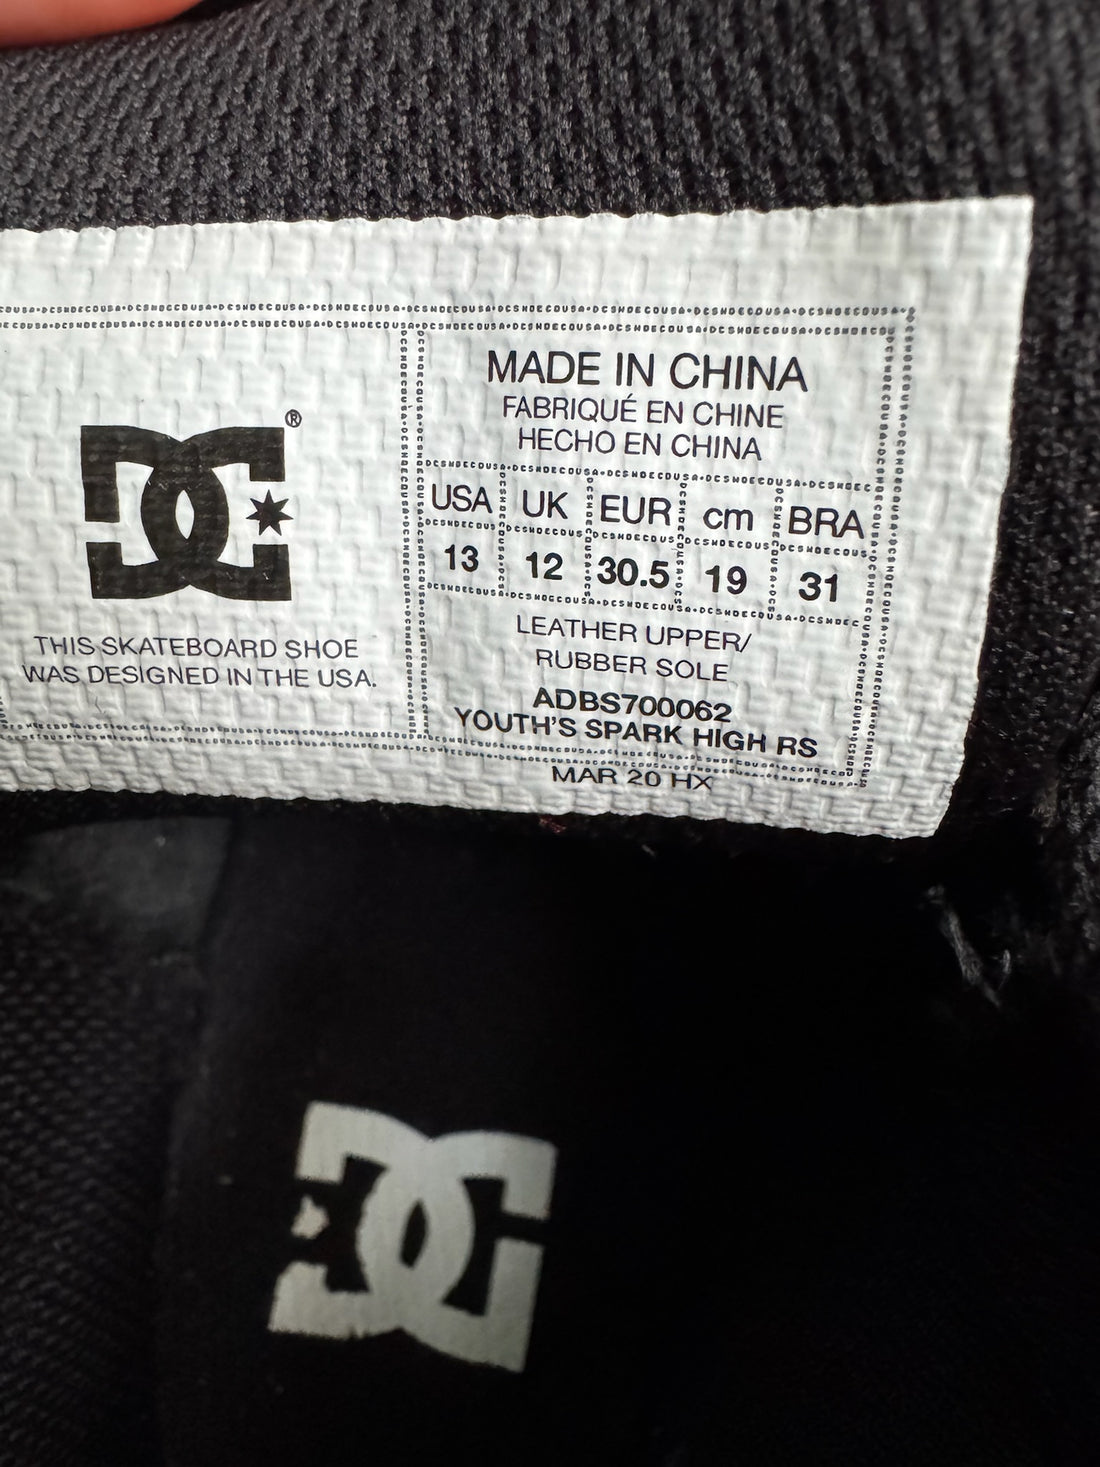 DC®
THIS SKATEBOARD SHOE
WAS DESIGNED IN THE USA.
MADE IN CHINA
FABRIQUÉ EN CHINE
HECHO EN CHINA
USA UK EUR cm BRA
13 12 30.5 19 31
LEATHER UPPER/
RUBBER SOLE
ADBS700062
YOUTH'S SPARK HIGH RS
MAR 20 HX
DC